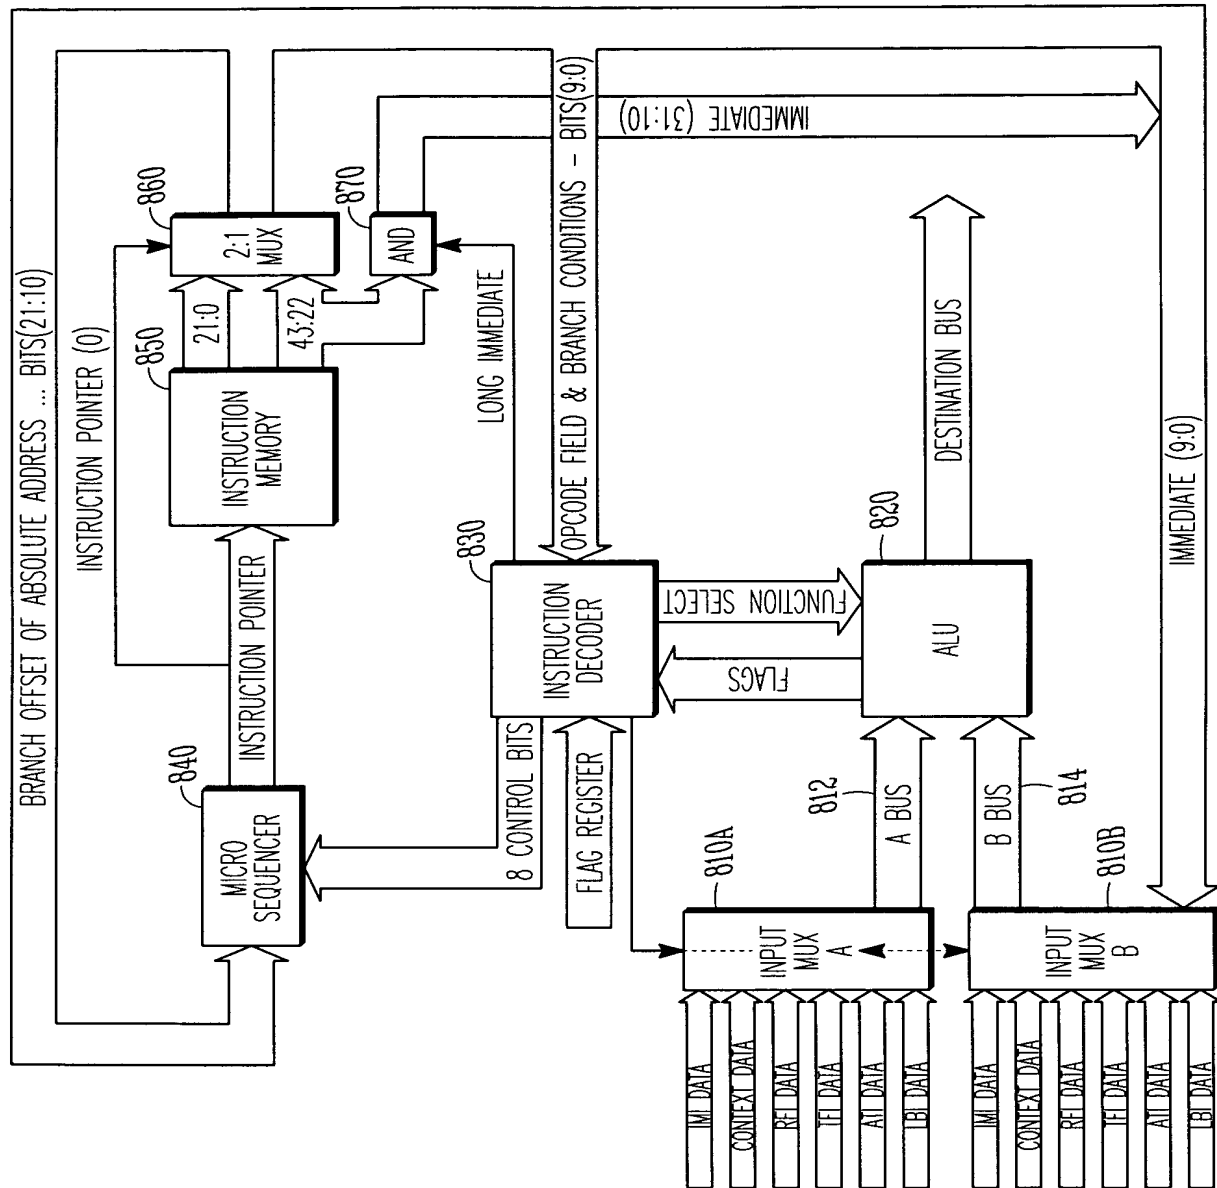 BRANCH OFFSET OF ABSOLUTE ADDRESS ... BITS(21:10)
INSTRUCTION POINTER (0)
840
MICRO
SEQUENCER
INSTRUCTION POINTER
850
INSTRUCTION
MEMORY
21:0
43:22
860
2:1
MUX
870
AND
LONG IMMEDIATE
IMMEDIATE (31:10)
8 CONTROL BITS
FLAG REGISTER
830
INSTRUCTION
DECODER
OPCODE FIELD & BRANCH CONDITIONS - BITS(9:0)
FLAGS
FUNCTION SELECT
810A
INPUT
MUX
A
IMI DATA
CONTEXT DATA
RFI DATA
TFI DATA
ATI DATA
LBI DATA
812
A BUS
B BUS
814
820
ALU
DESTINATION BUS
810B
INPUT
MUX
B
IMI DATA
CONTEXT DATA
RFI DATA
TFI DATA
ATI DATA
LBI DATA
IMMEDIATE (9:0)